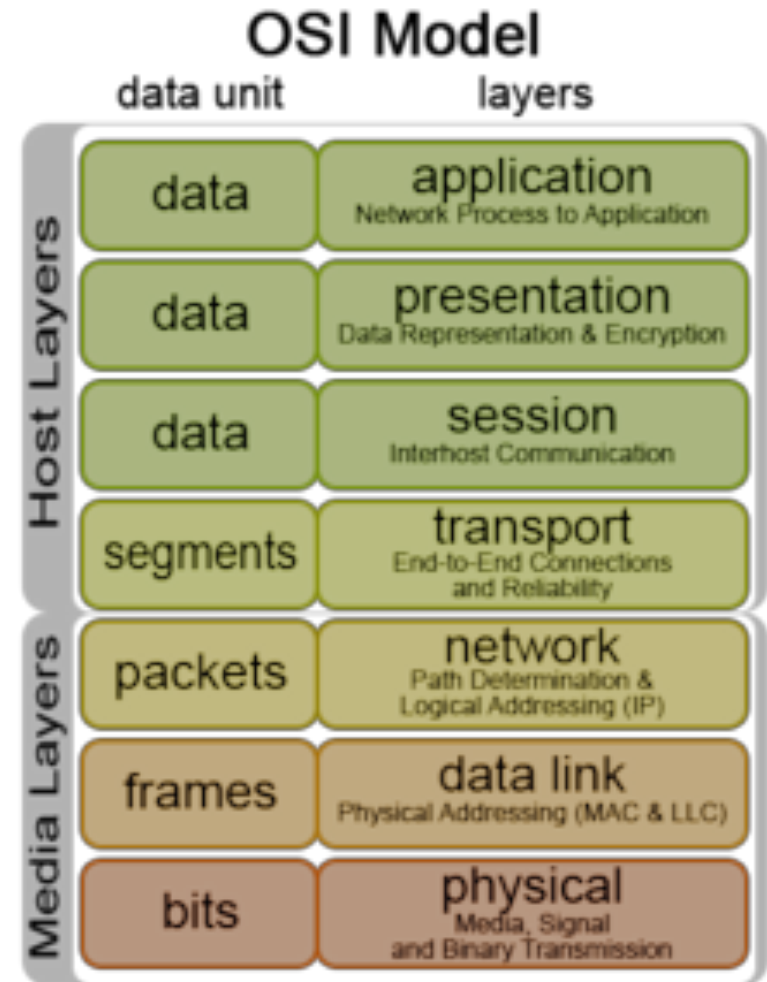 OSI Model
data unit layers
Host Layers
data application
Network Process to Application
data presentation
Data Representation & Encryption
data session
Interhost Communication
segments transport
End-to-End Connections
and Reliability
Media Layers
packets network
Path Determination &
Logical Addressing (IP)
frames data link
Physical Addressing (MAC & LLC)
bits physical
Media, Signal
and Binary Transmission